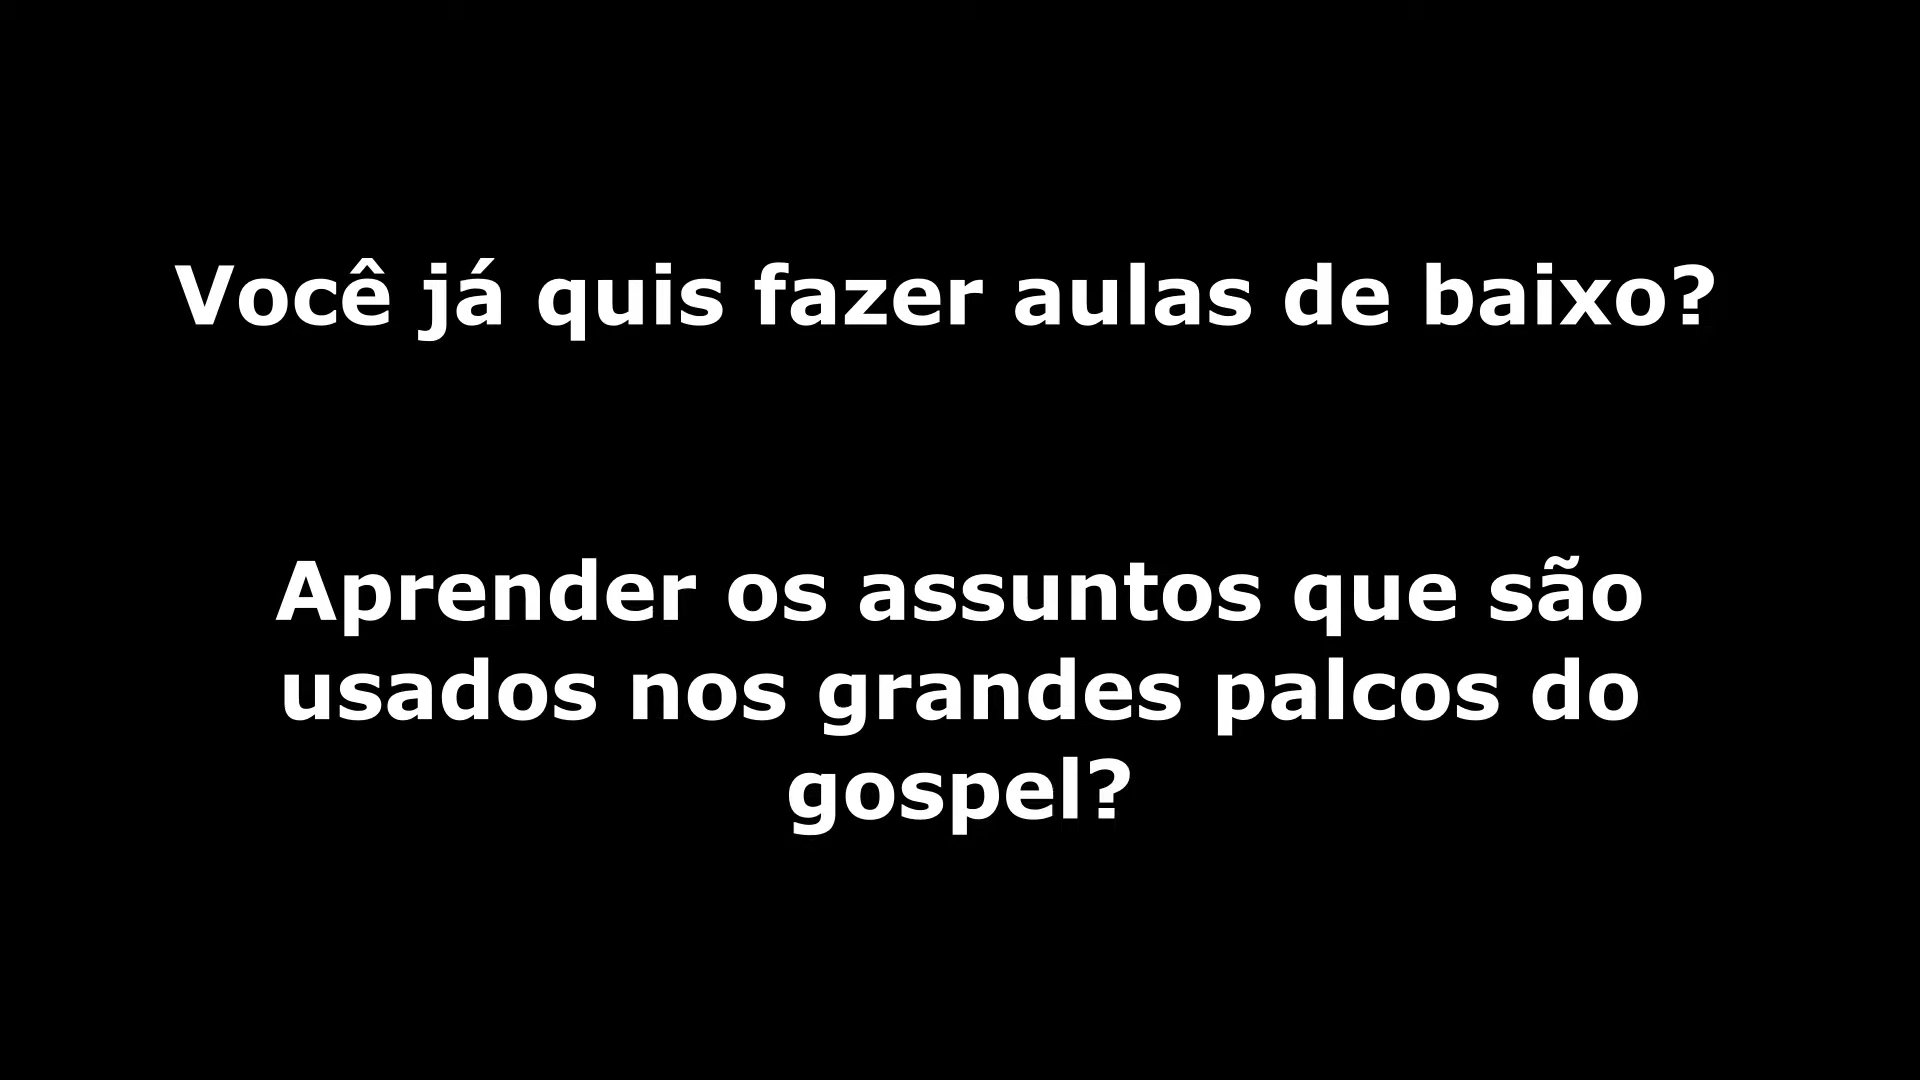 Você já quis fazer aulas de baixo?
Aprender os assuntos que são
usados nos grandes palcos do
gospel?